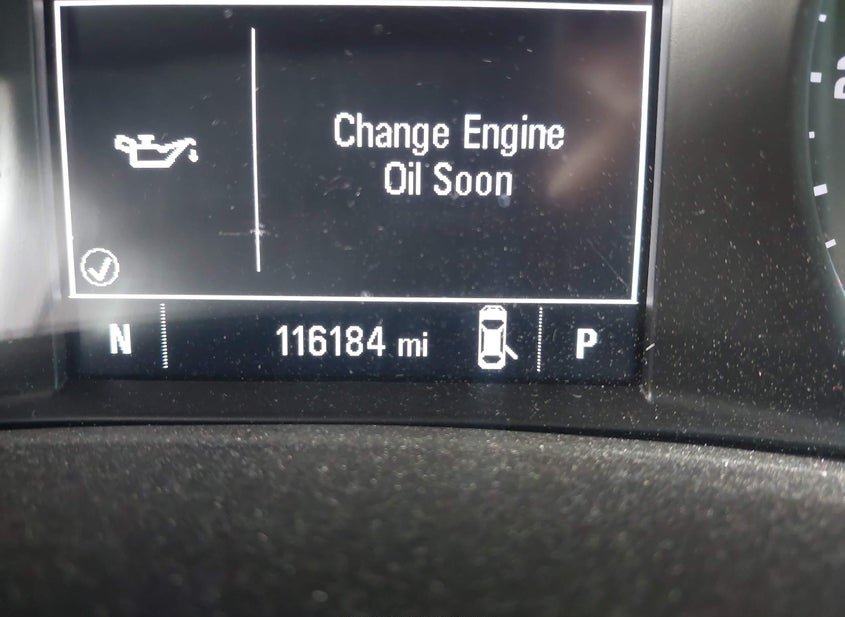 Change Engine
Oil Soon
N 116184 mi P